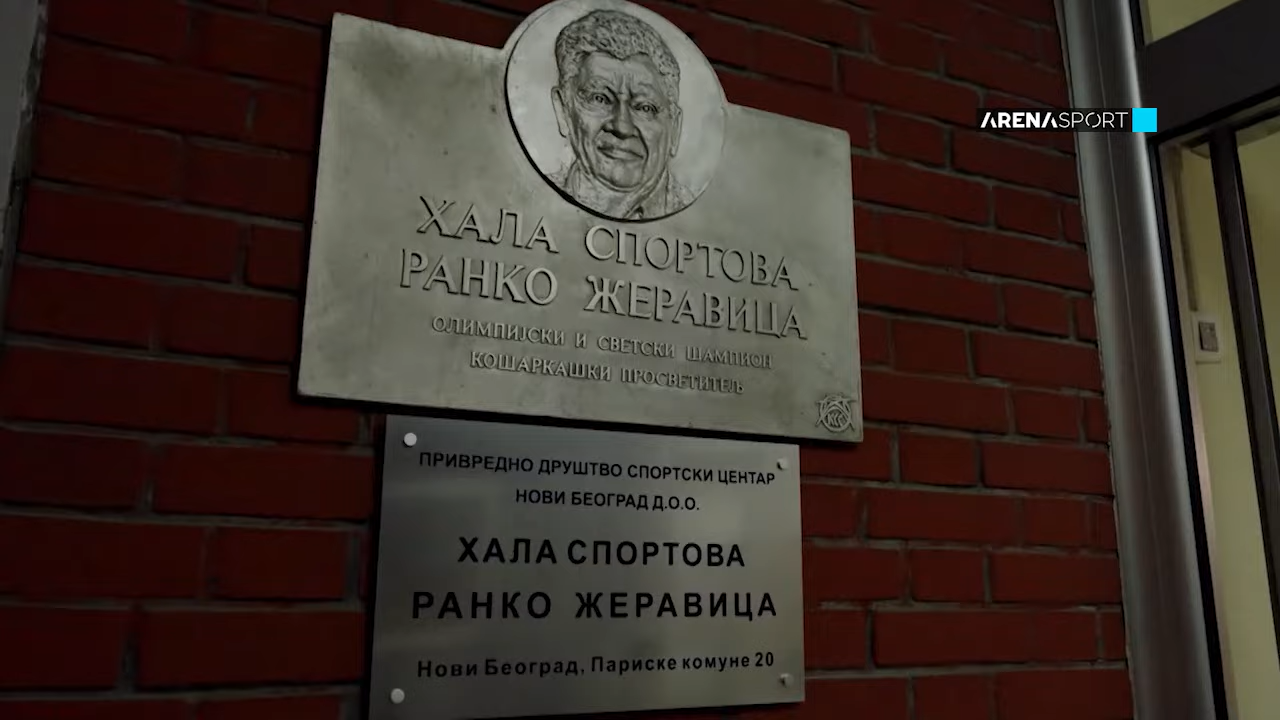 ARENASPORT
ХАЛА СПОРТОВА
РАНКО ЖЕРАВИЦА
ОЛИМПИЈСКИ И СВЕТСКИ ШАМПИОН
КОШАРКАШКИ ПРОСВЕТИТЕЉ
КСС
ПРИВРЕДНО ДРУШТВО СПОРТСКИ ЦЕНТАР
НОВИ БЕОГРАД Д.О.О.
ХАЛА СПОРТОВА
РАНКО ЖЕРАВИЦА
Нови Београд, Париске комуне 20